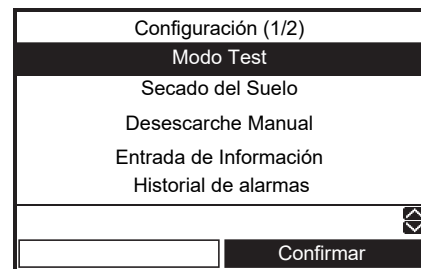 Configuración (1/2)
Modo Test
Secado del Suelo
Desescarche Manual
Entrada de Información
Historial de alarmas
Confirmar